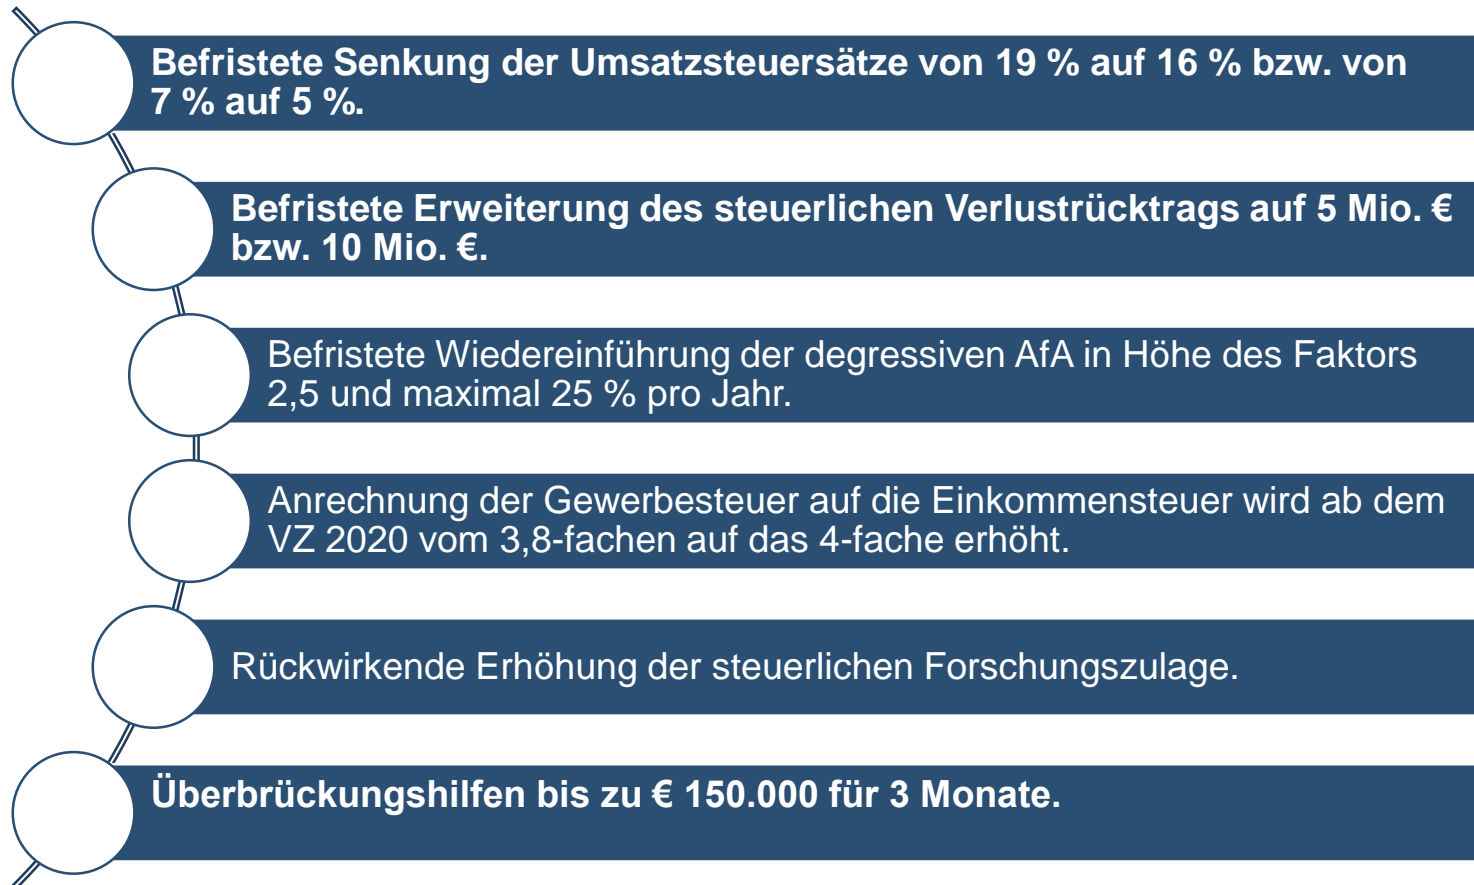 Befristete Senkung der Umsatzsteuersätze von 19 % auf 16 % bzw. von
7 % auf 5 %.
Befristete Erweiterung des steuerlichen Verlustrücktrags auf 5 Mio. €
bzw. 10 Mio. €.
Befristete Wiedereinführung der degressiven AfA in Höhe des Faktors
2,5 und maximal 25 % pro Jahr.
Anrechnung der Gewerbesteuer auf die Einkommensteuer wird ab dem
VZ 2020 vom 3,8-fachen auf das 4-fache erhöht.
Rückwirkende Erhöhung der steuerlichen Forschungszulage.
Überbrückungshilfen bis zu € 150.000 für 3 Monate.